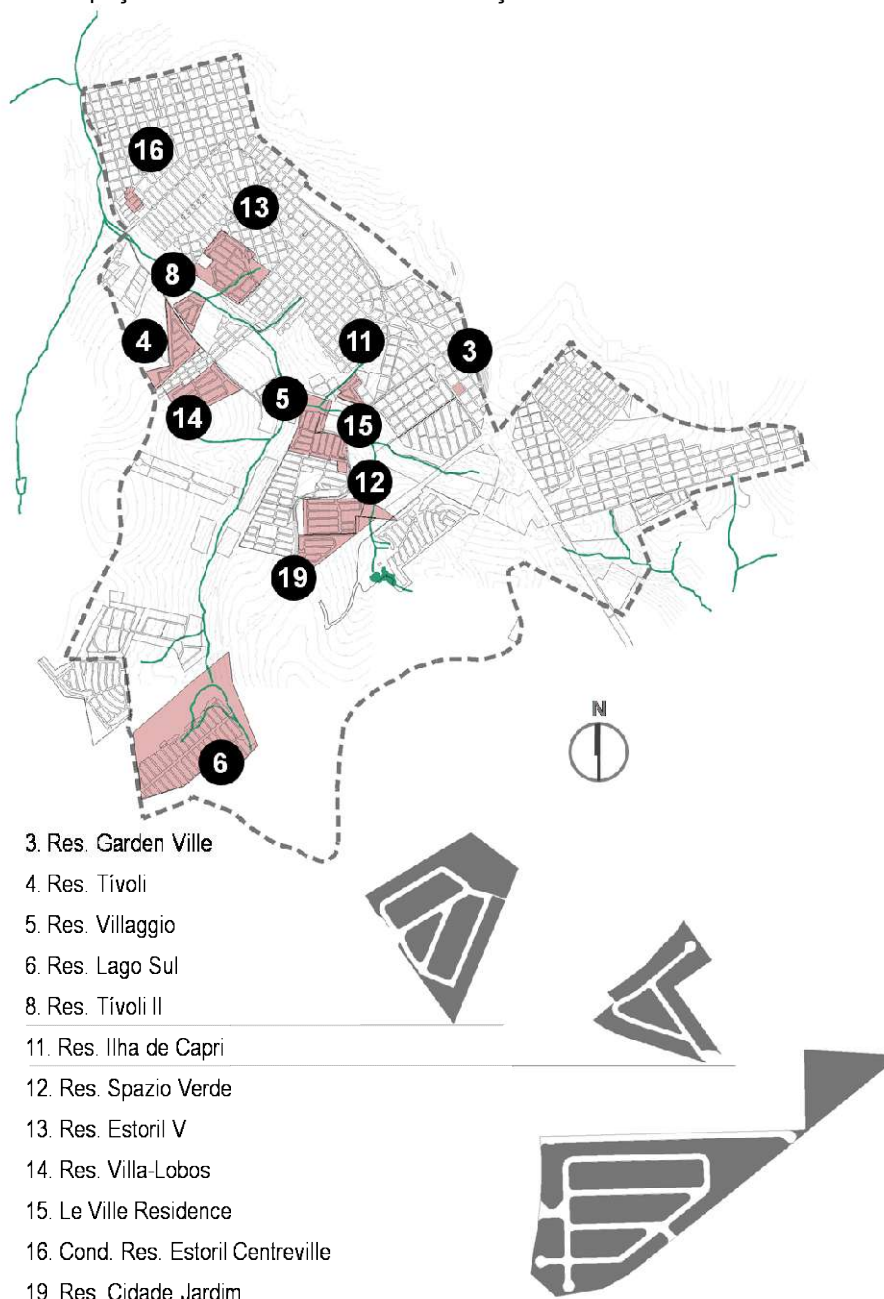 16
13
8
11
4
3
5
14
15
12
19
6
N
3. Res. Garden Ville
4. Res. Tívoli
5. Res. Villaggio
6. Res. Lago Sul
8. Res. Tívoli II
11. Res. Ilha de Capri
12. Res. Spazio Verde
13. Res. Estoril V
14. Res. Villa-Lobos
15. Le Ville Residence
16. Cond. Res. Estoril Centreville
19. Res. Cidade Jardim